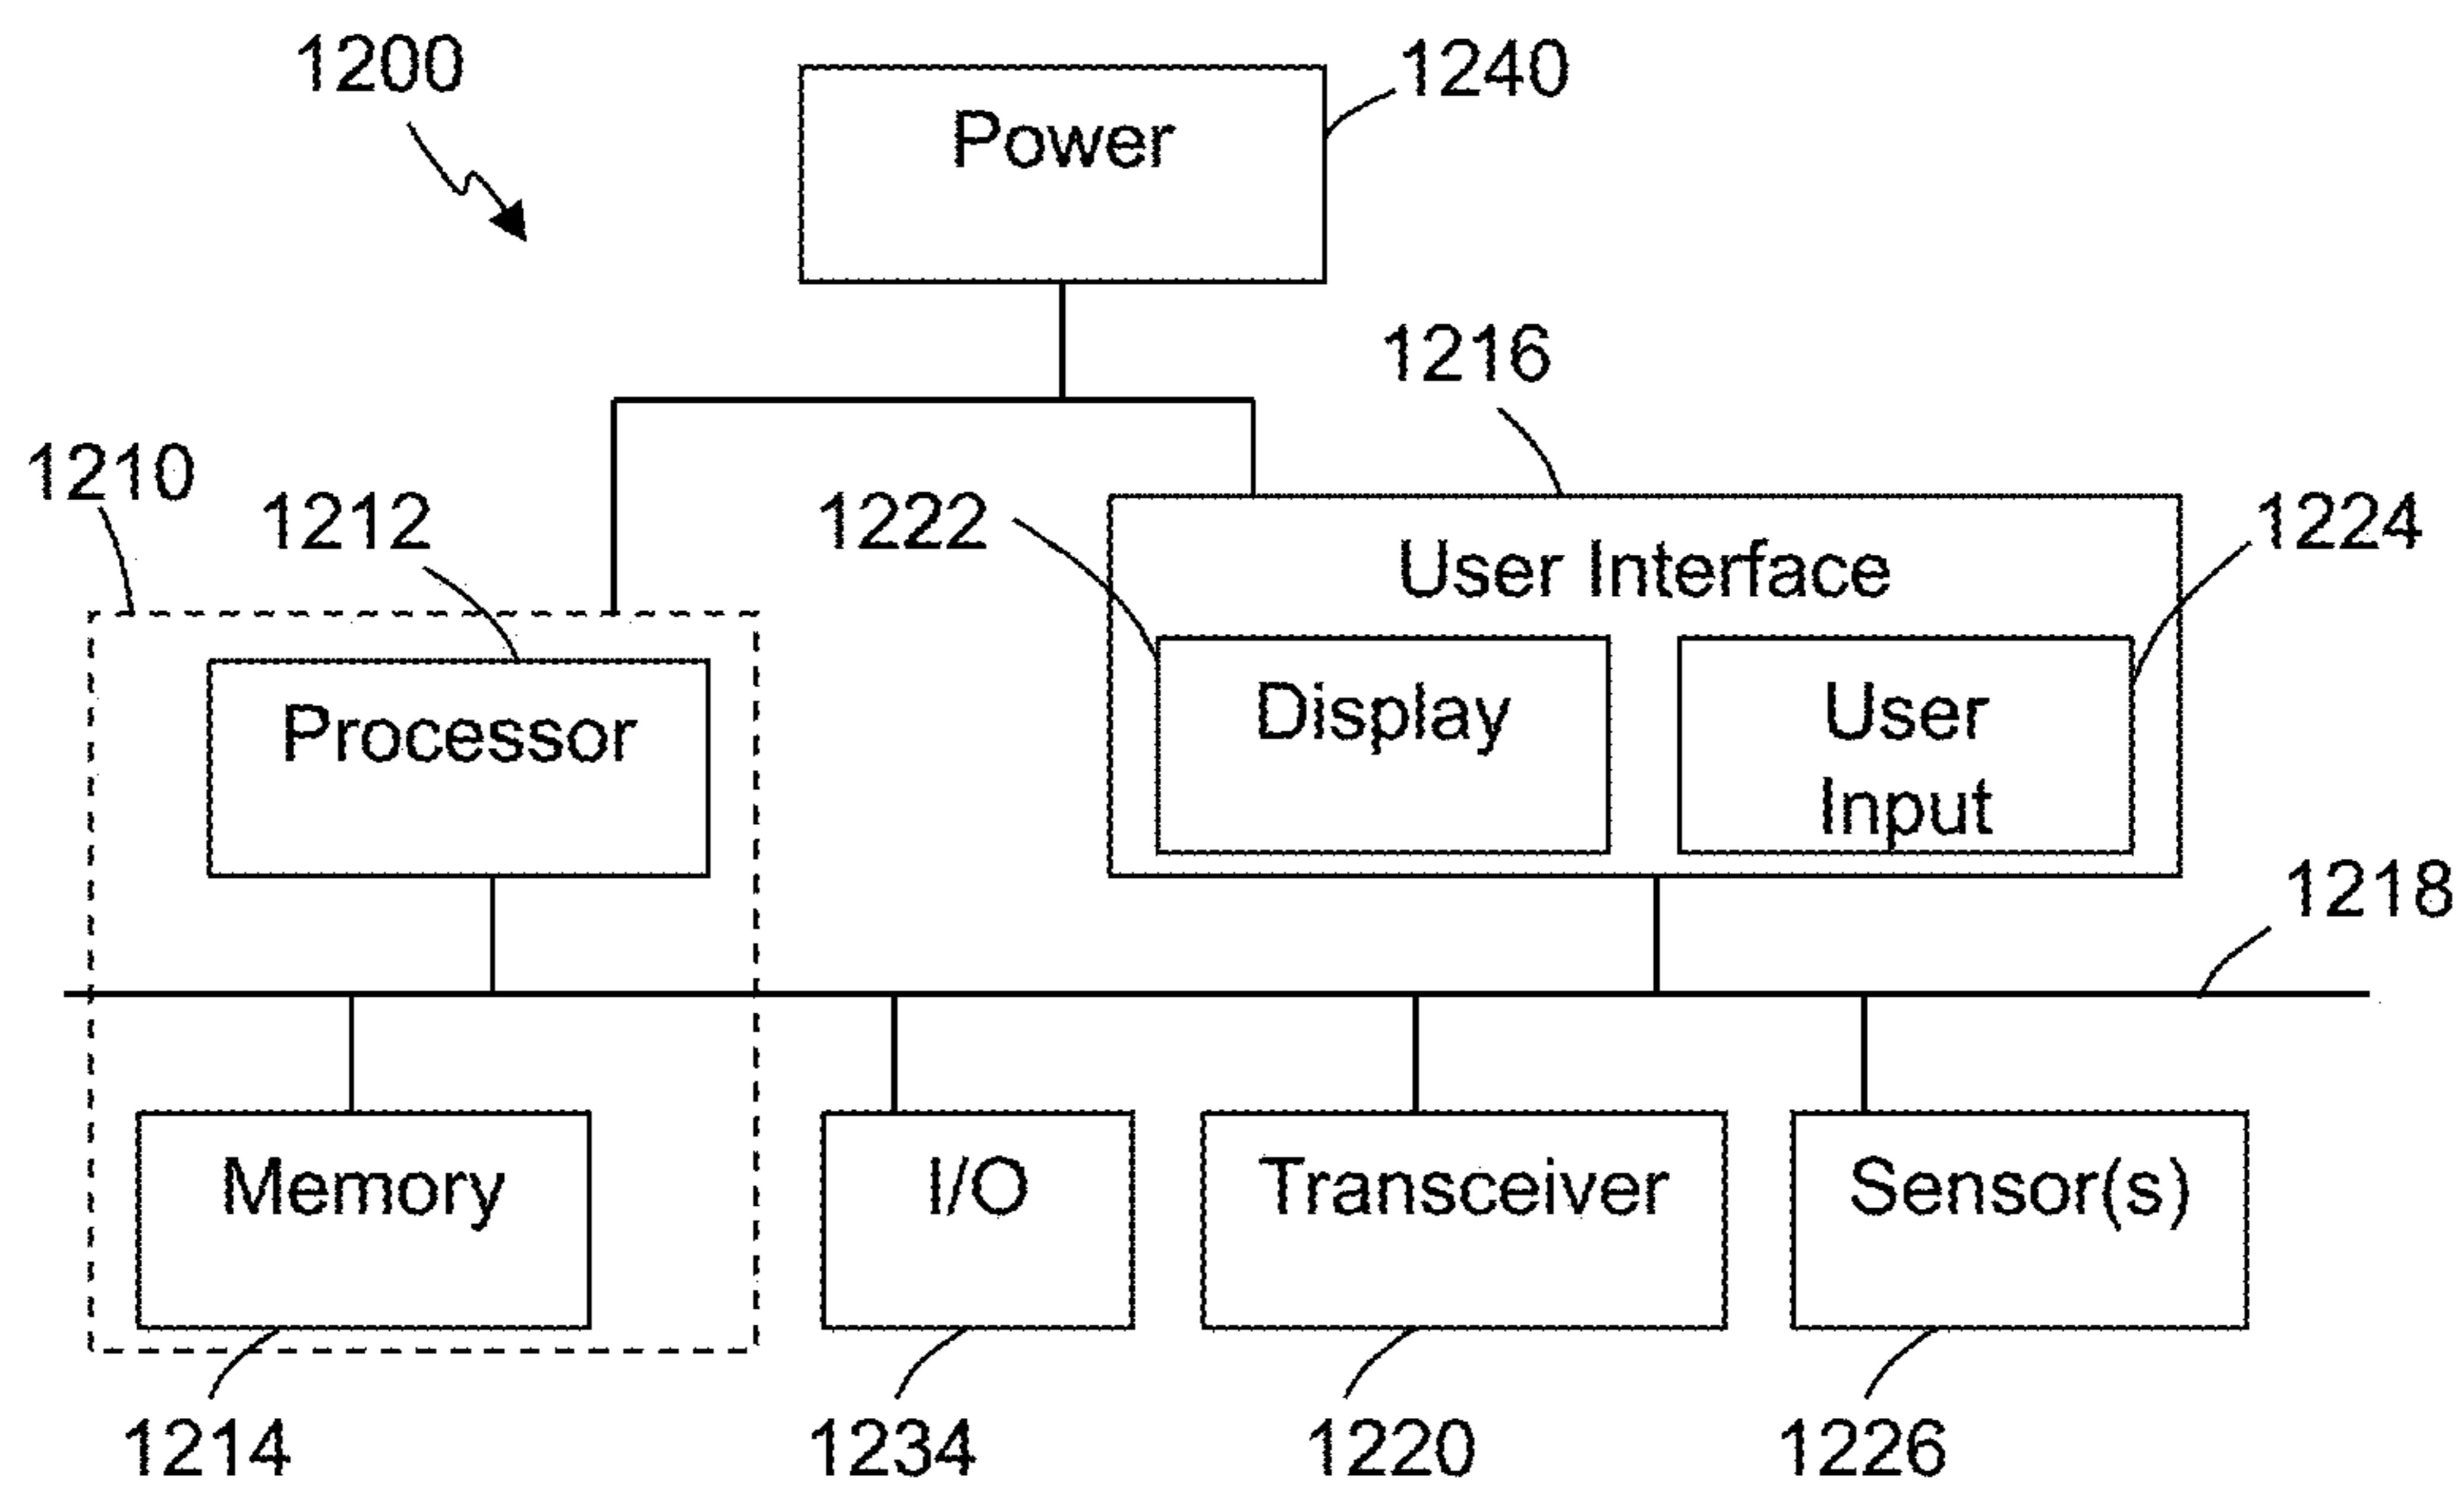 1200
1240
Power
1216
1210
1212
1222
1224
User Interface
Processor
Display
User
Input
1218
Memory
I/O
Transceiver
Sensor(s)
1214
1234
1220
1226